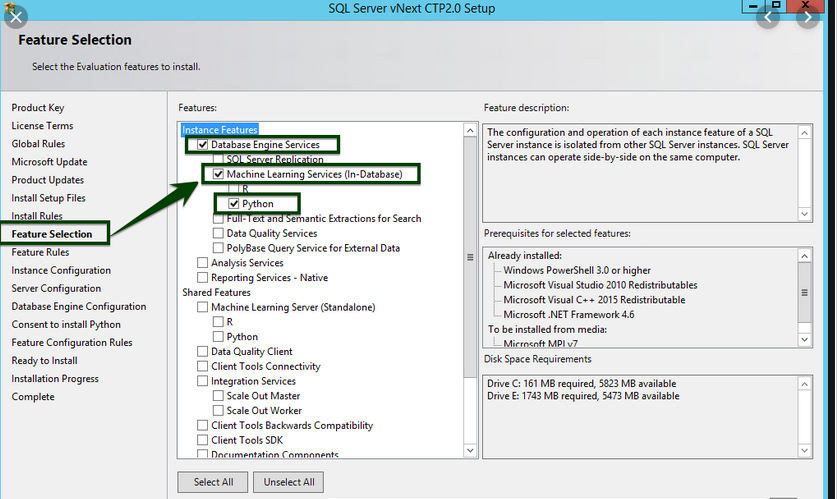 SQL Server vNext CTP2.0 Setup
Feature Selection
Select the Evaluation features to install.
Product Key
License Terms
Global Rules
Microsoft Update
Product Updates
Install Setup Files
Install Rules
Feature Selection
Feature Rules
Instance Configuration
Server Configuration
Database Engine Configuration
Consent to install Python
Feature Configuration Rules
Ready to Install
Installation Progress
Complete
Features:
Instance Features
Database Engine Services
SQL Server Replication
Machine Learning Services (In-Database)
R
Python
Full-Text and Semantic Extractions for Search
Data Quality Services
PolyBase Query Service for External Data
Analysis Services
Reporting Services - Native
Shared Features
Machine Learning Server (Standalone)
R
Python
Data Quality Client
Client Tools Connectivity
Integration Services
Scale Out Master
Scale Out Worker
Client Tools Backwards Compatibility
Client Tools SDK
Documentation Components
Select All
Unselect All
Feature description:
The configuration and operation of each instance feature of a SQL
Server instance is isolated from other SQL Server instances. SQL Server
instances can operate side-by-side on the same computer.
Prerequisites for selected features:
Already installed:
Windows PowerShell 3.0 or higher
Microsoft Visual Studio 2010 Redistributables
Microsoft Visual C++ 2015 Redistributable
Microsoft .NET Framework 4.6
To be installed from media:
Microsoft MPI v7
Disk Space Requirements
Drive C: 161 MB required, 5823 MB available
Drive E: 1743 MB required, 5473 MB available